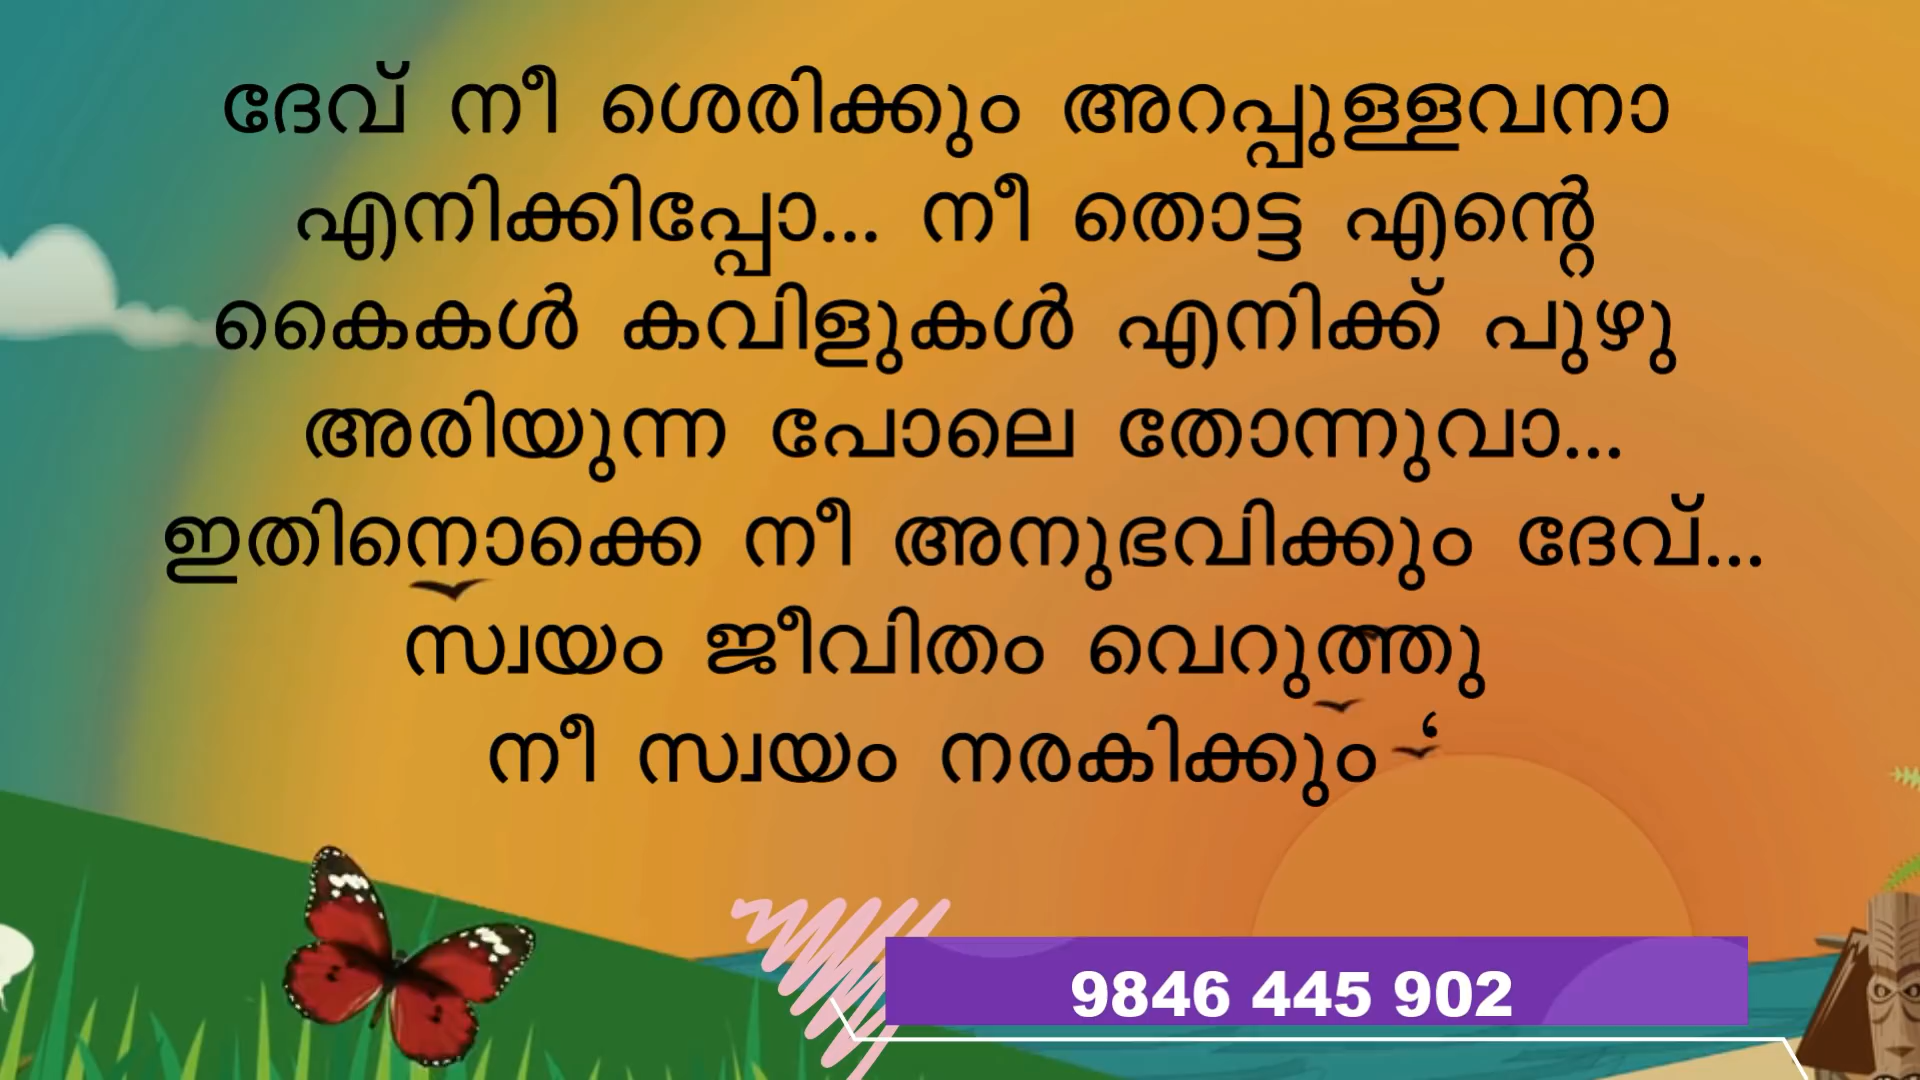 ദേവ് നീ ശെരിക്കും അറപ്പുള്ളവനാ
എനിക്കിപ്പോ... നീ തൊട്ട എന്റെ
കൈകൾ കവിളുകൾ എനിക്ക് പുഴു
അരിയുന്ന പോലെ തോന്നുവാ...
ഇതിനൊക്കെ നീ അനുഭവിക്കും ദേവ്...
സ്വയം ജീവിതം വെറുത്തു
നീ സ്വയം നരകിക്കും ‘
9846 445 902